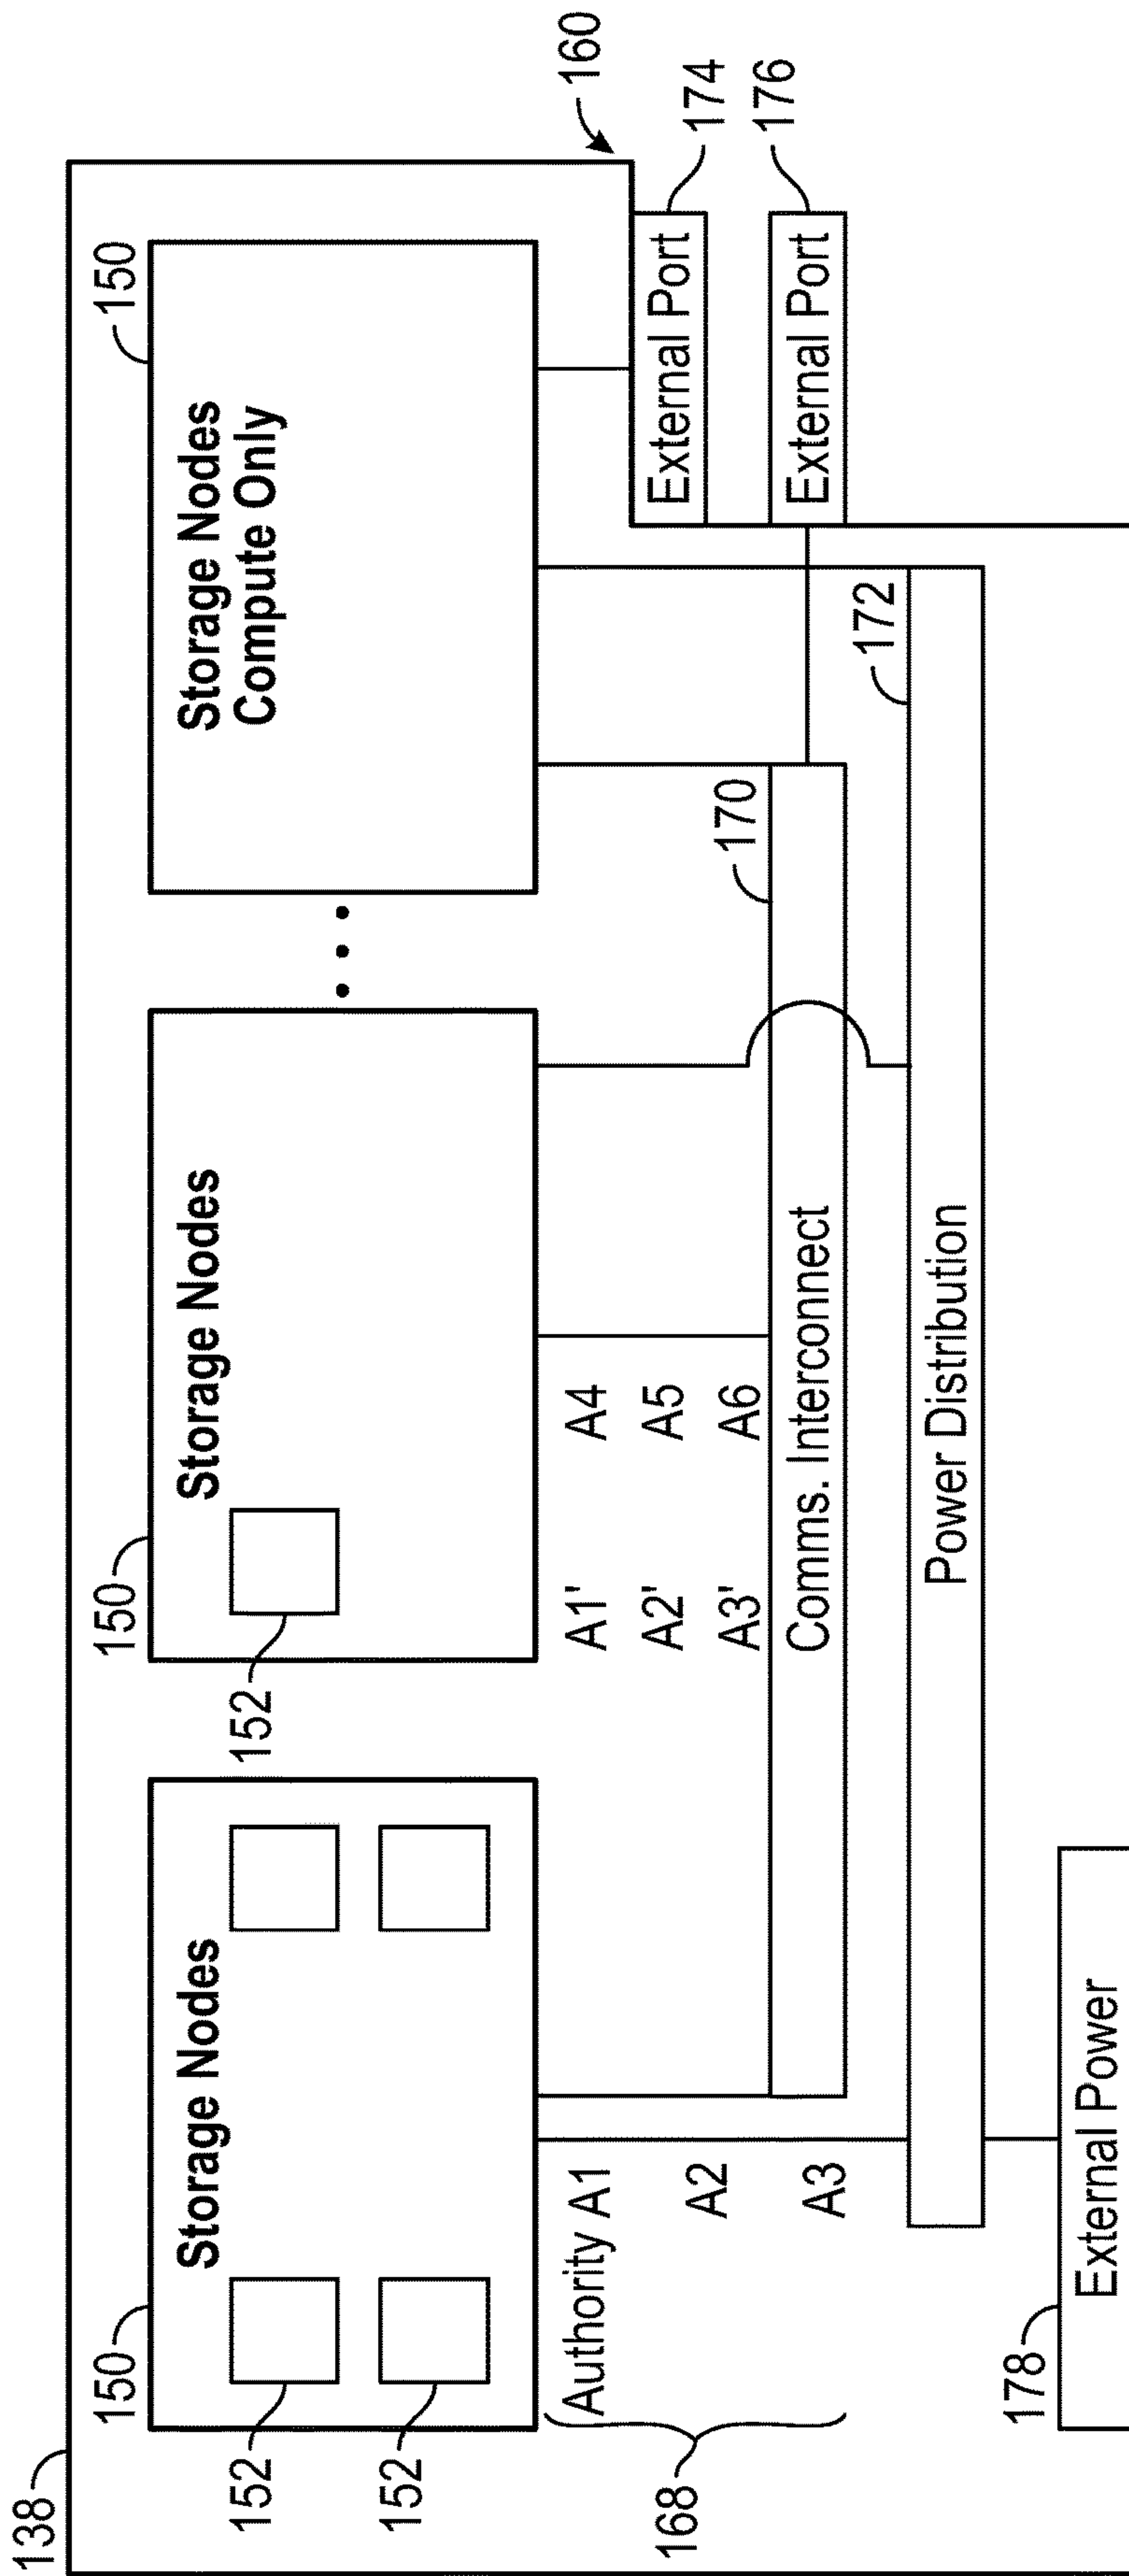 138
160
150
150
150
Storage Nodes
Storage Nodes
Storage Nodes
Compute Only
152
152
152
168
Authority A1
A2
A3
A1'
A4
A2'
A5
A3'
A6
170
Comms. Interconnect
172
Power Distribution
External Port
174
External Port
176
178
External Power